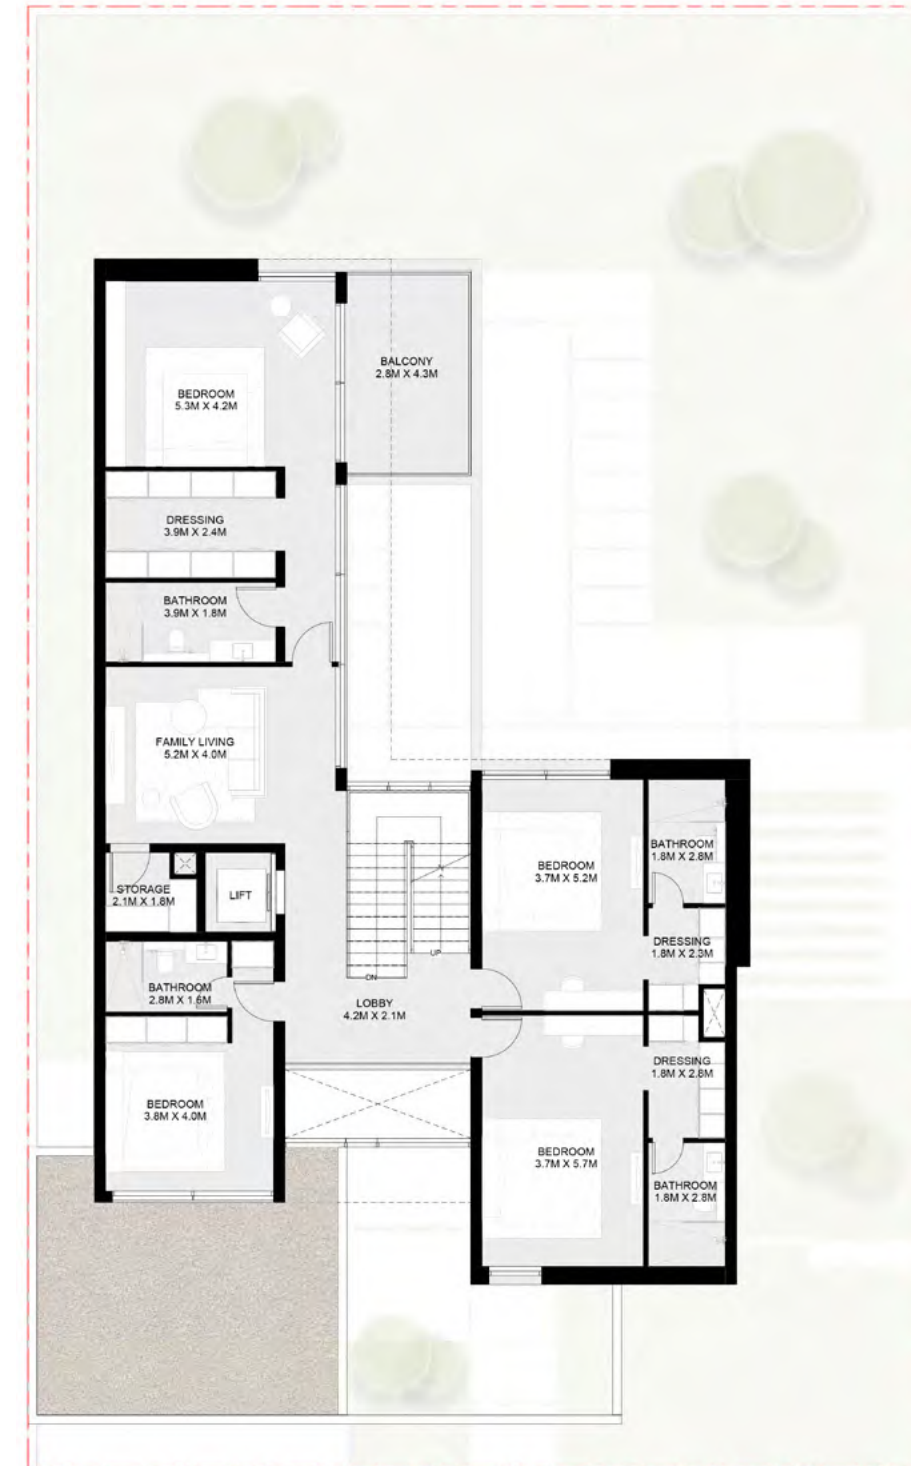 BALCONY
2.8M X 4.3M
BEDROOM
5.3M X 4.2M
DRESSING
3.9M X 2.4M
BATHROOM
3.9M X 1.8M
FAMILY LIVING
5.2M X 4.0M
STORAGE
2.1M X 1.8M
LIFT
BEDROOM
3.7M X 5.2M
BATHROOM
1.8M X 2.8M
DRESSING
1.8M X 2.3M
UP
DN
BATHROOM
2.8M X 1.6M
LOBBY
4.2M X 2.1M
BEDROOM
3.8M X 4.0M
DRESSING
1.8M X 2.8M
BEDROOM
3.7M X 5.7M
BATHROOM
1.8M X 2.8M